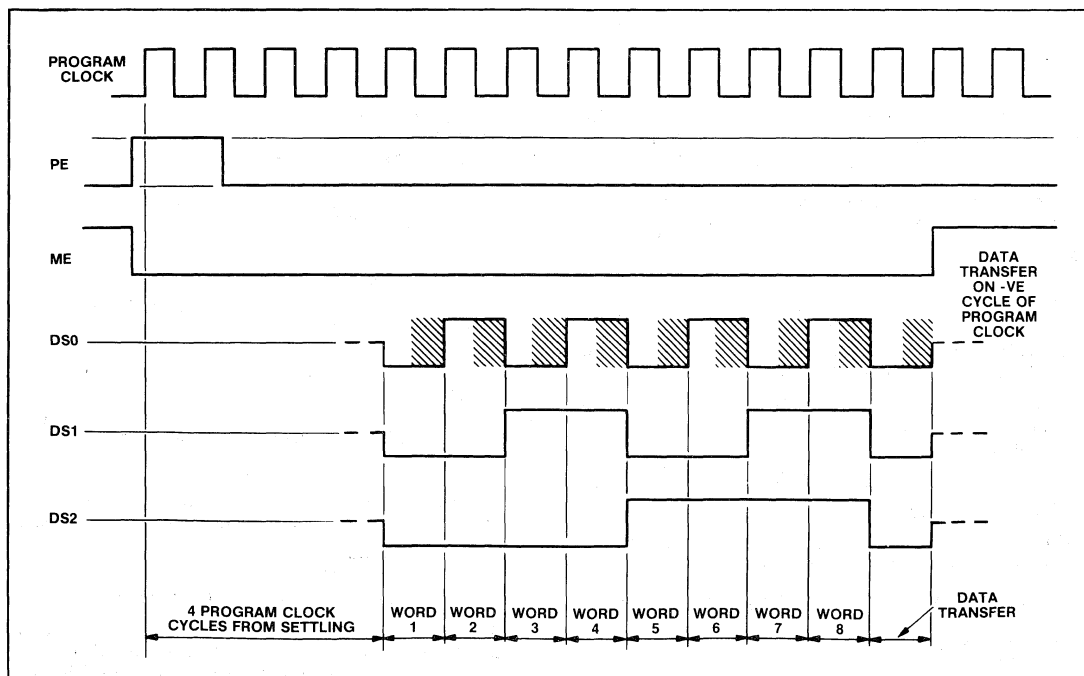 PROGRAM
CLOCK
PE
ME
DATA
TRANSFER
ON -VE
CYCLE OF
PROGRAM
CLOCK
DS0
DS1
DS2
4 PROGRAM CLOCK
CYCLES FROM SETTLING
WORD
1
WORD
2
WORD
3
WORD
4
WORD
5
WORD
6
WORD
7
WORD
8
DATA
TRANSFER